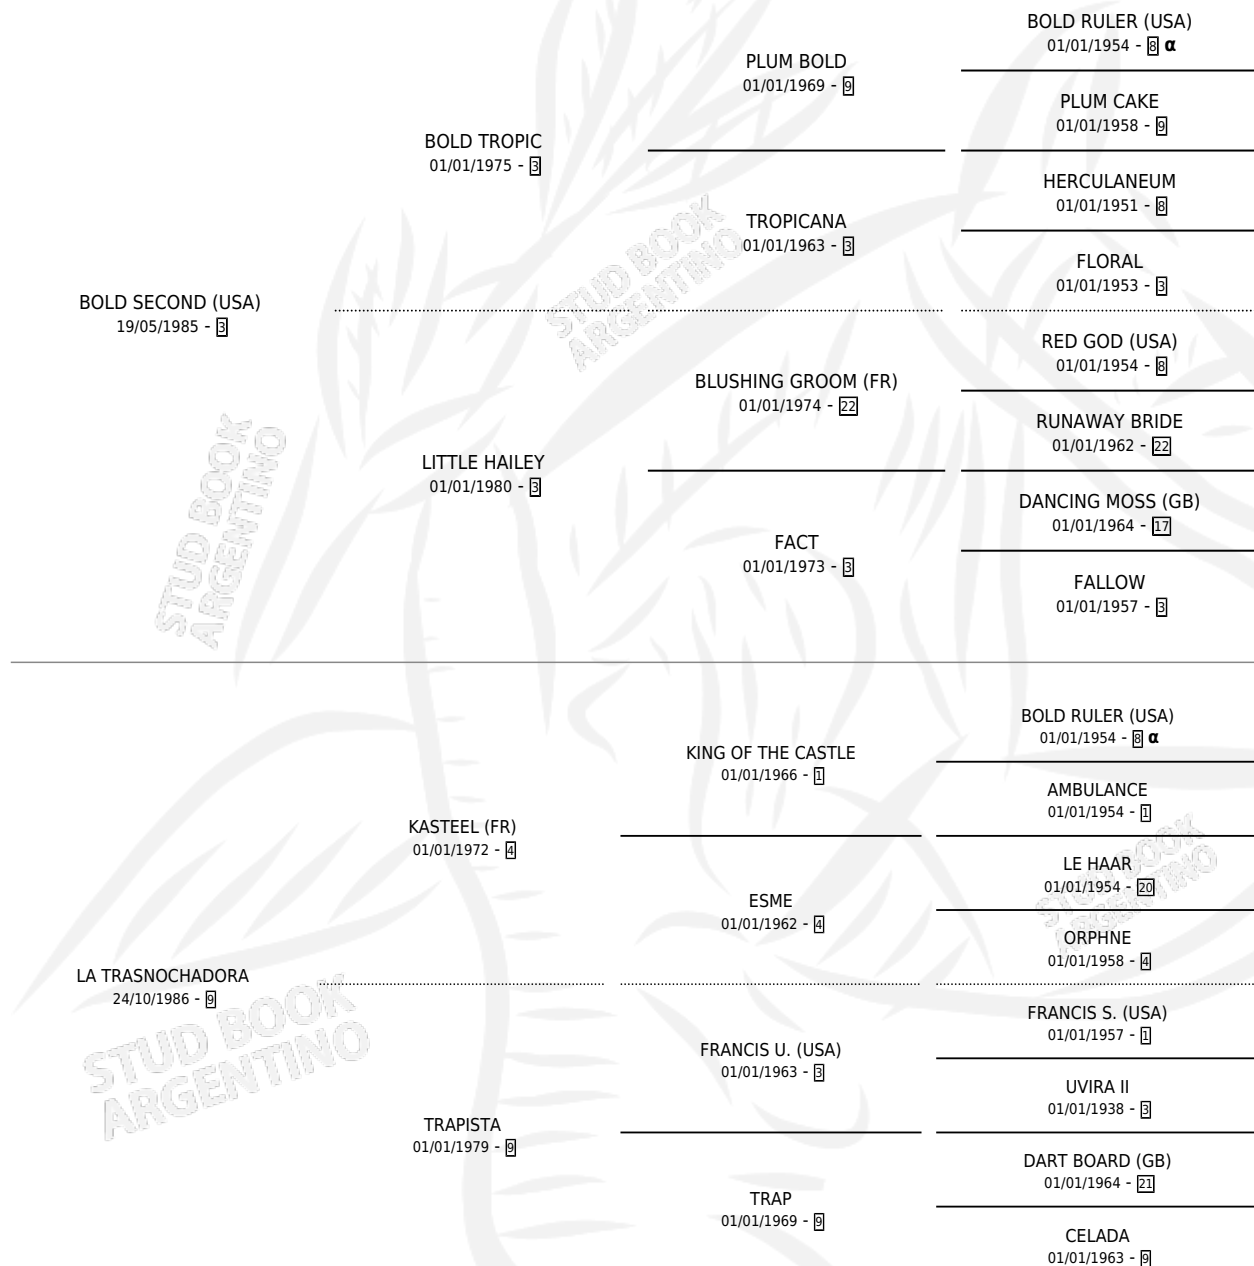 BOLD RULER (USA)
01/01/1954 - 8 α
PLUM BOLD
01/01/1969 - 9
PLUM CAKE
01/01/1958 - 9
BOLD TROPIC
01/01/1975 - 3
HERCULANEUM
01/01/1951 - 8
TROPICANA
01/01/1963 - 3
FLORAL
01/01/1953 - 3
BOLD SECOND (USA)
19/05/1985 - 3
RED GOD (USA)
01/01/1954 - 8
BLUSHING GROOM (FR)
01/01/1974 - 22
RUNAWAY BRIDE
01/01/1962 - 22
LITTLE HAILEY
01/01/1980 - 3
DANCING MOSS (GB)
01/01/1964 - 17
FACT
01/01/1973 - 3
FALLOW
01/01/1957 - 3
STUD BOOK
ARGENTINO
STUD BOOK
ARGENTINO
BOLD RULER (USA)
01/01/1954 - 8 α
KING OF THE CASTLE
01/01/1966 - 1
AMBULANCE
01/01/1954 - 1
KASTEEL (FR)
01/01/1972 - 4
LE HAAR
01/01/1954 - 20
ESME
01/01/1962 - 4
ORPHNE
01/01/1958 - 4
LA TRASNOCHADORA
24/10/1986 - 9
FRANCIS S. (USA)
01/01/1957 - 1
FRANCIS U. (USA)
01/01/1963 - 3
UVIRA II
01/01/1938 - 3
TRAPISTA
01/01/1979 - 9
DART BOARD (GB)
01/01/1964 - 21
TRAP
01/01/1969 - 9
CELADA
01/01/1963 - 9
STUD BOOK
ARGENTINO
STUD BOOK
ARGENTINO